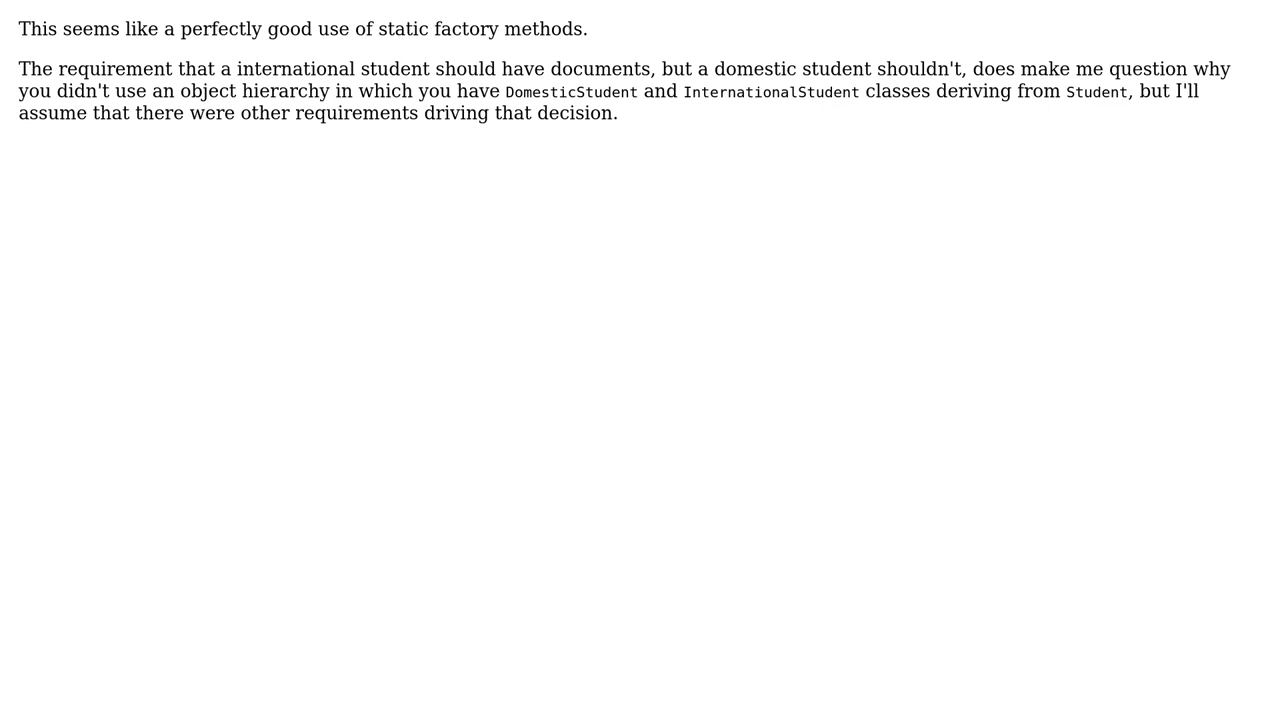 This seems like a perfectly good use of static factory methods.
The requirement that a international student should have documents, but a domestic student shouldn't, does make me question why
you didn't use an object hierarchy in which you have DomesticStudent and InternationalStudent classes deriving from Student, but I'll
assume that there were other requirements driving that decision.